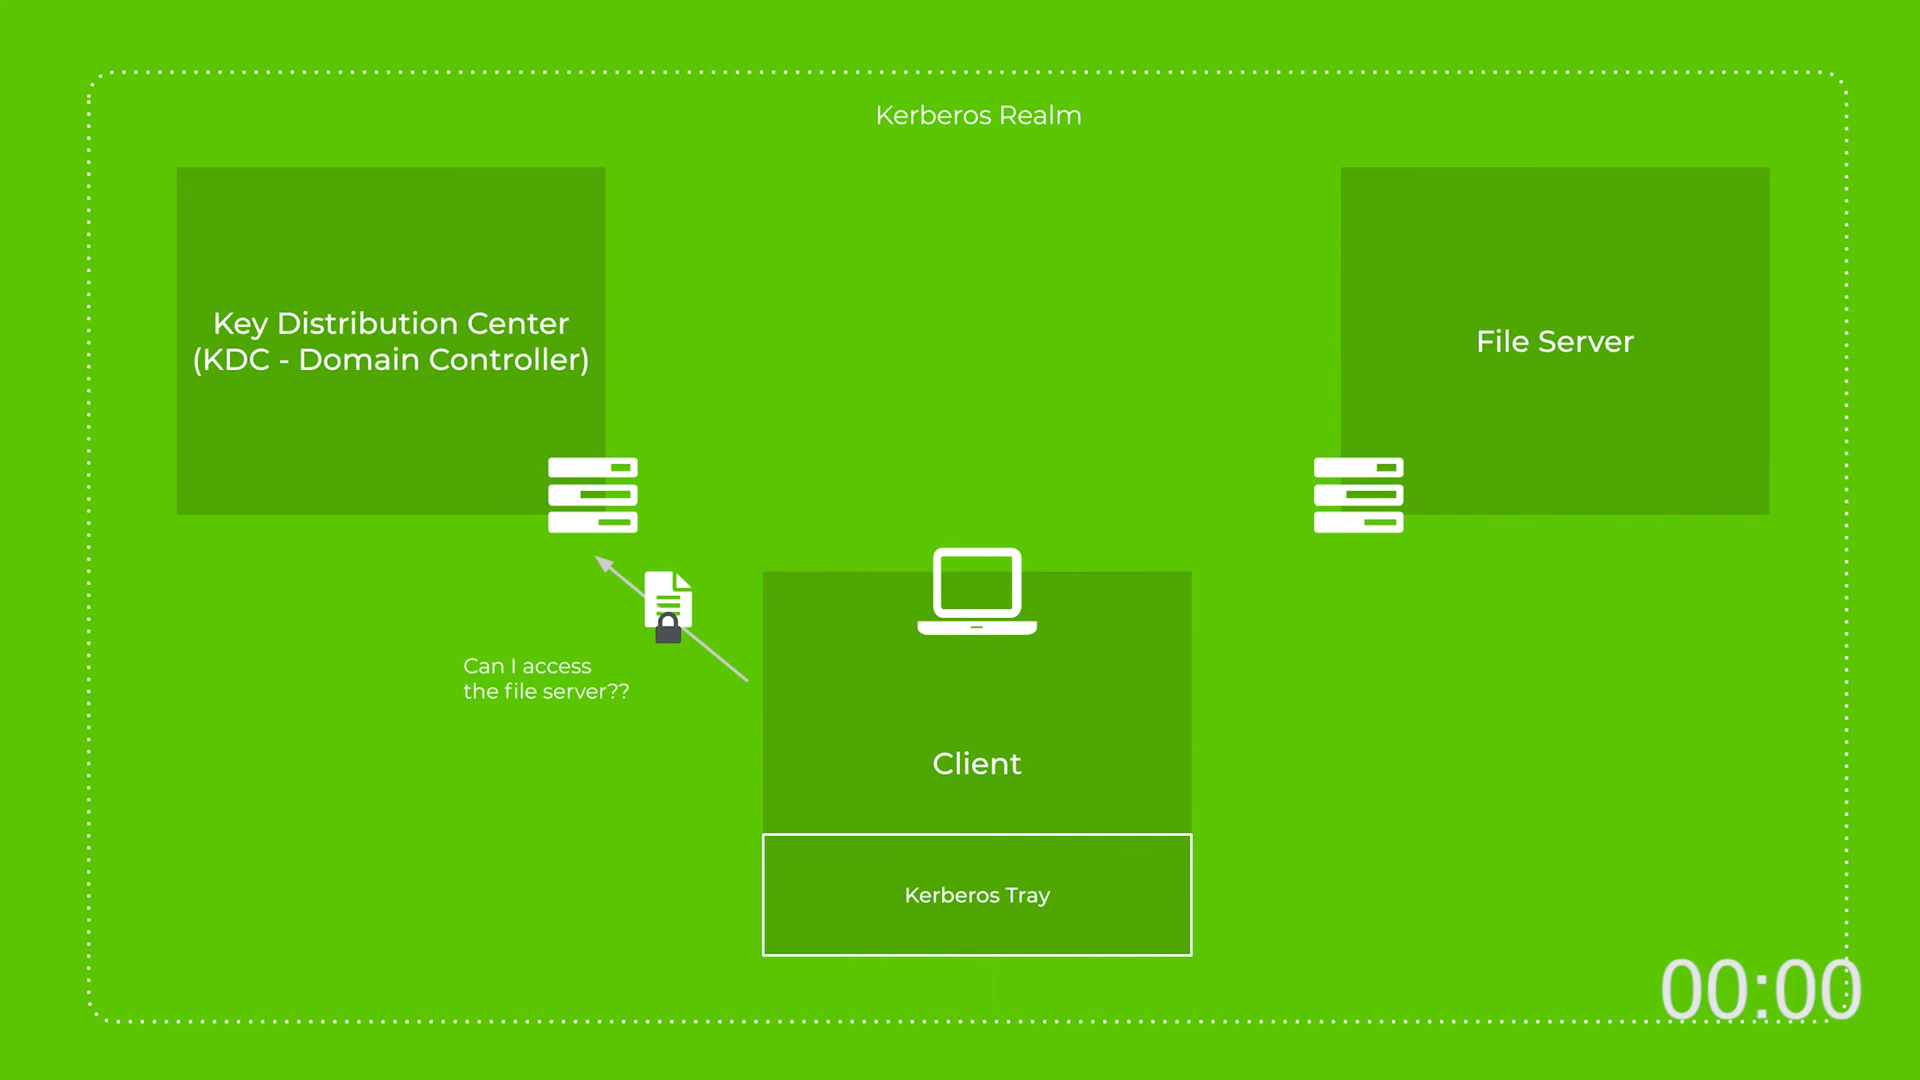 Kerberos Realm
Key Distribution Center
(KDC - Domain Controller)
File Server
Can I access
the file server??
Client
Kerberos Tray
00:00